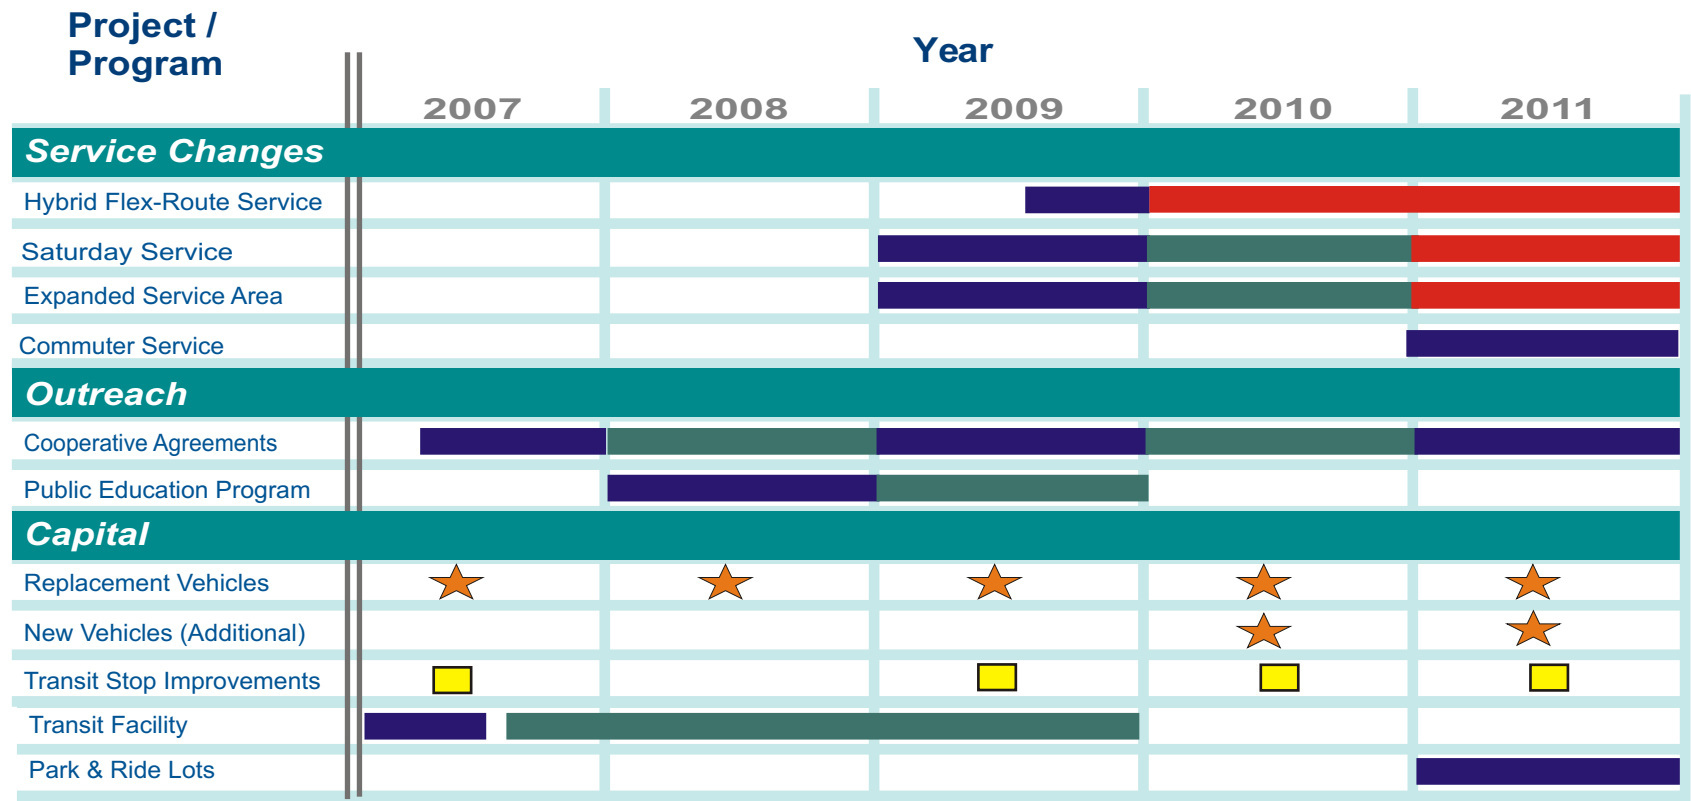 Project /
Program
Year
2007 2008 2009 2010 2011
Service Changes
Hybrid Flex-Route Service
Saturday Service
Expanded Service Area
Commuter Service
Outreach
Cooperative Agreements
Public Education Program
Capital
Replacement Vehicles
New Vehicles (Additional)
Transit Stop Improvements
Transit Facility
Park & Ride Lots